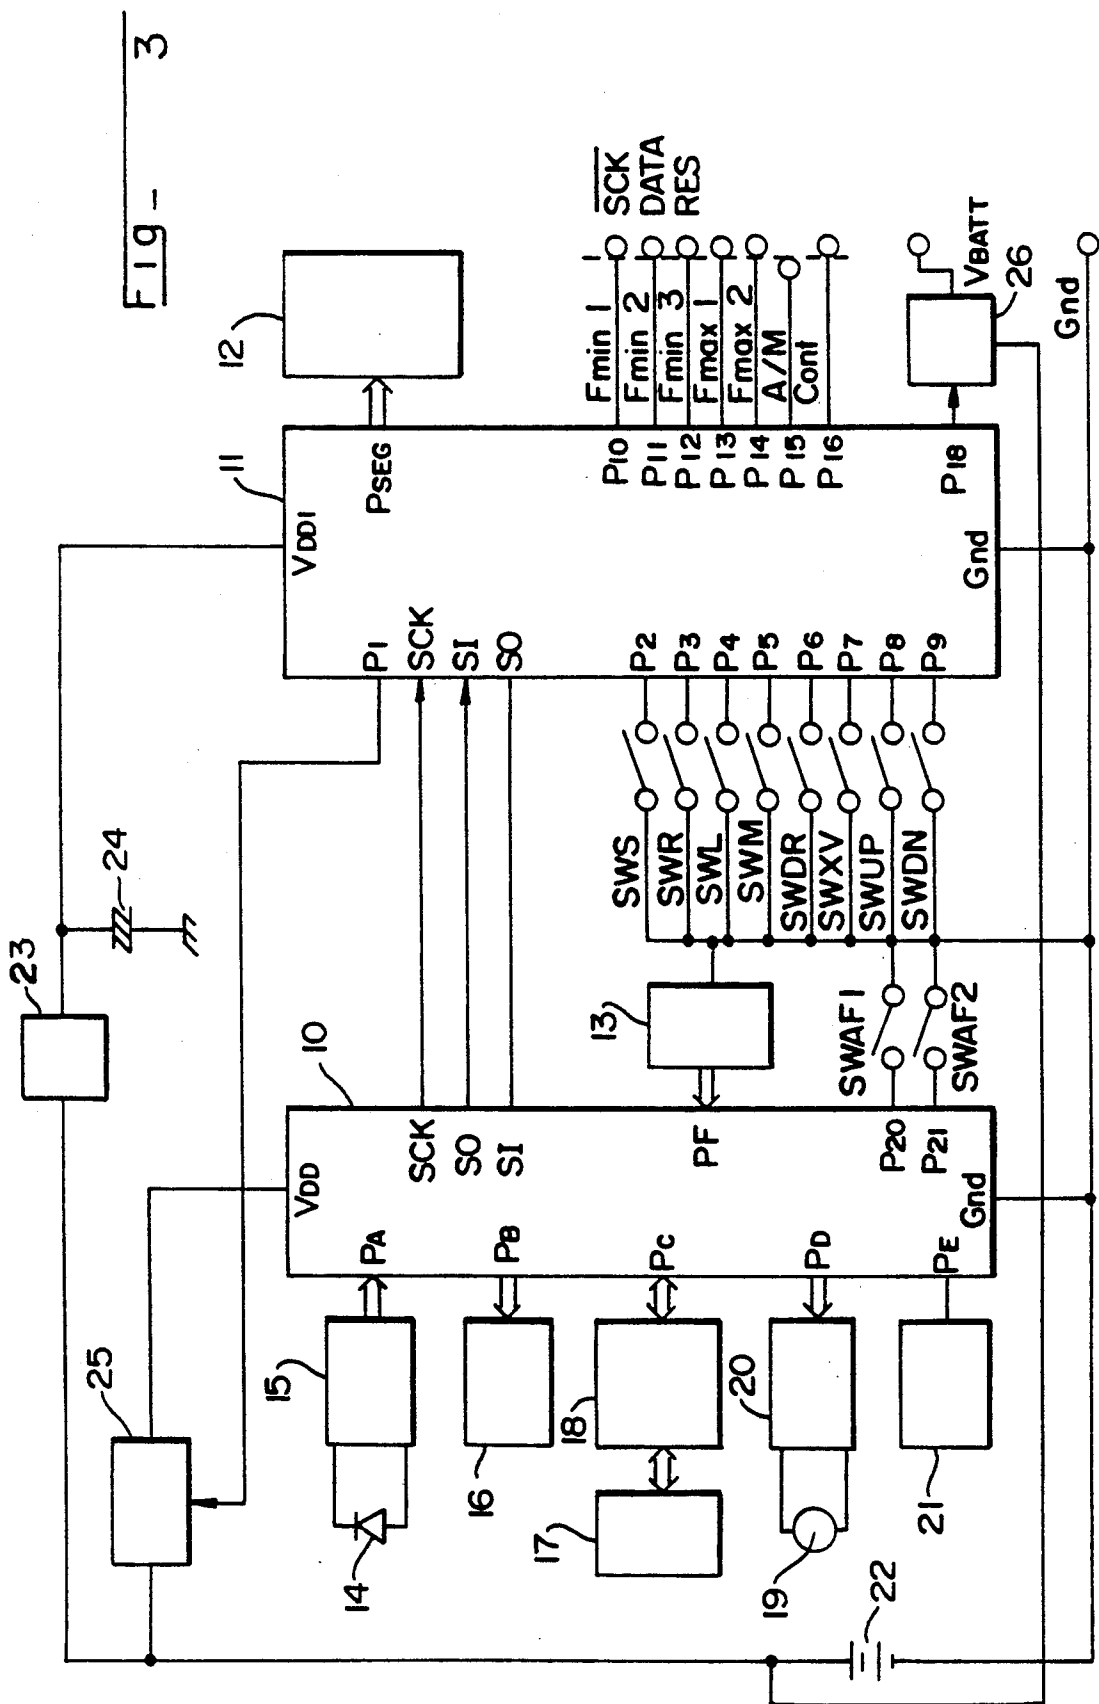 Fig- 3
23
24
25
VDD1
11
12
P1
PSEG
SCK
SI
SO
VDD
10
SCK
SO
SI
PA
15
14
PB
16
PC
18
17
PD
20
19
PE
21
22
PF
13
P20
P21
Gnd
SWAF1
SWAF2
SWS
SWR
SWL
SWM
SWDR
SWXV
SWUP
SWDN
P2
P3
P4
P5
P6
P7
P8
P9
Gnd
P10 Fmin 1 SCK
P11 Fmin 2 DATA
P12 Fmin 3 RES
P13 Fmax 1
P14 Fmax 2
P15 A/M
P16 Cont
P18
VBATT
26
Gnd